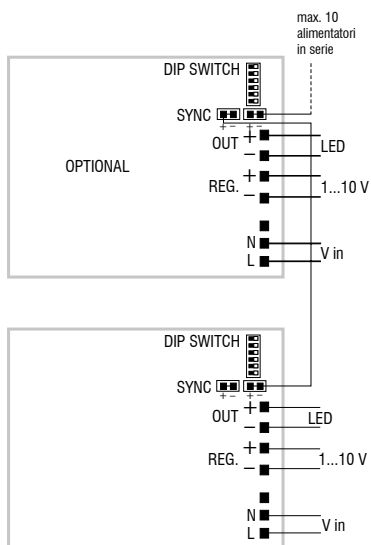 max. 10
alimentatori
in serie
DIP SWITCH
SYNC
+ - + -
OUT + LED
-
OPTIONAL
REG. + 1...10 V
-
N
V in
L
DIP SWITCH
SYNC
+ - + -
OUT + LED
-
REG. + 1...10 V
-
N
V in
L